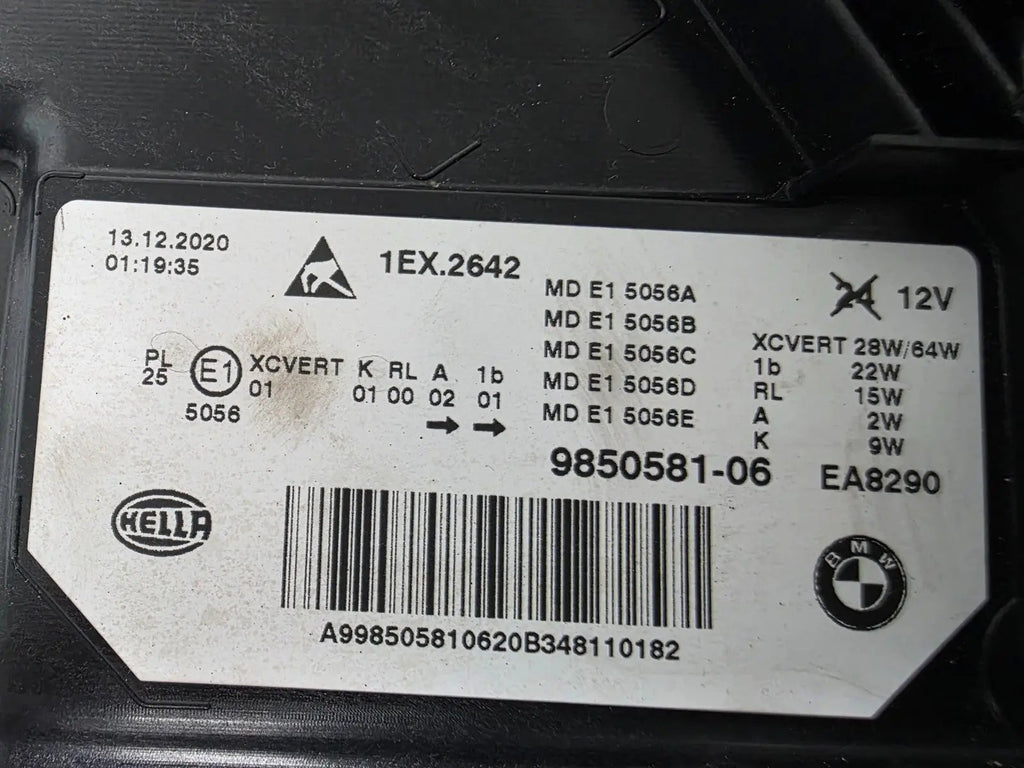 13.12.2020
01:19:35
1EX.2642
PL
25
E1
5056
XCVERT K RL A 1b
01 01 00 02 01
MD E1 5056A
MD E1 5056B
MD E1 5056C
MD E1 5056D
MD E1 5056E
24 12V
XCVERT 28W/64W
1b 22W
RL 15W
A 2W
K 9W
9850581-06 EA8290
HELLA
BMW
A998505810620B348110182